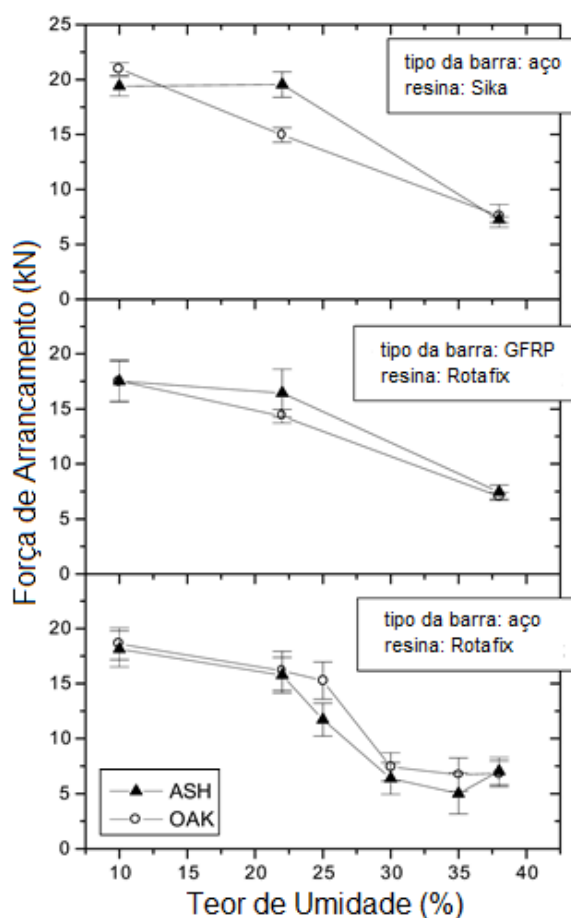 25
20
15
10
5
0
tipo da barra: aço
resina: Sika
20
15
10
5
0
tipo da barra: GFRP
resina: Rotafix
20
15
10
5
0
tipo da barra: aço
resina: Rotafix
ASH
OAK
10 15 20 25 30 35 40
Força de Arrancamento (kN)
Teor de Umidade (%)